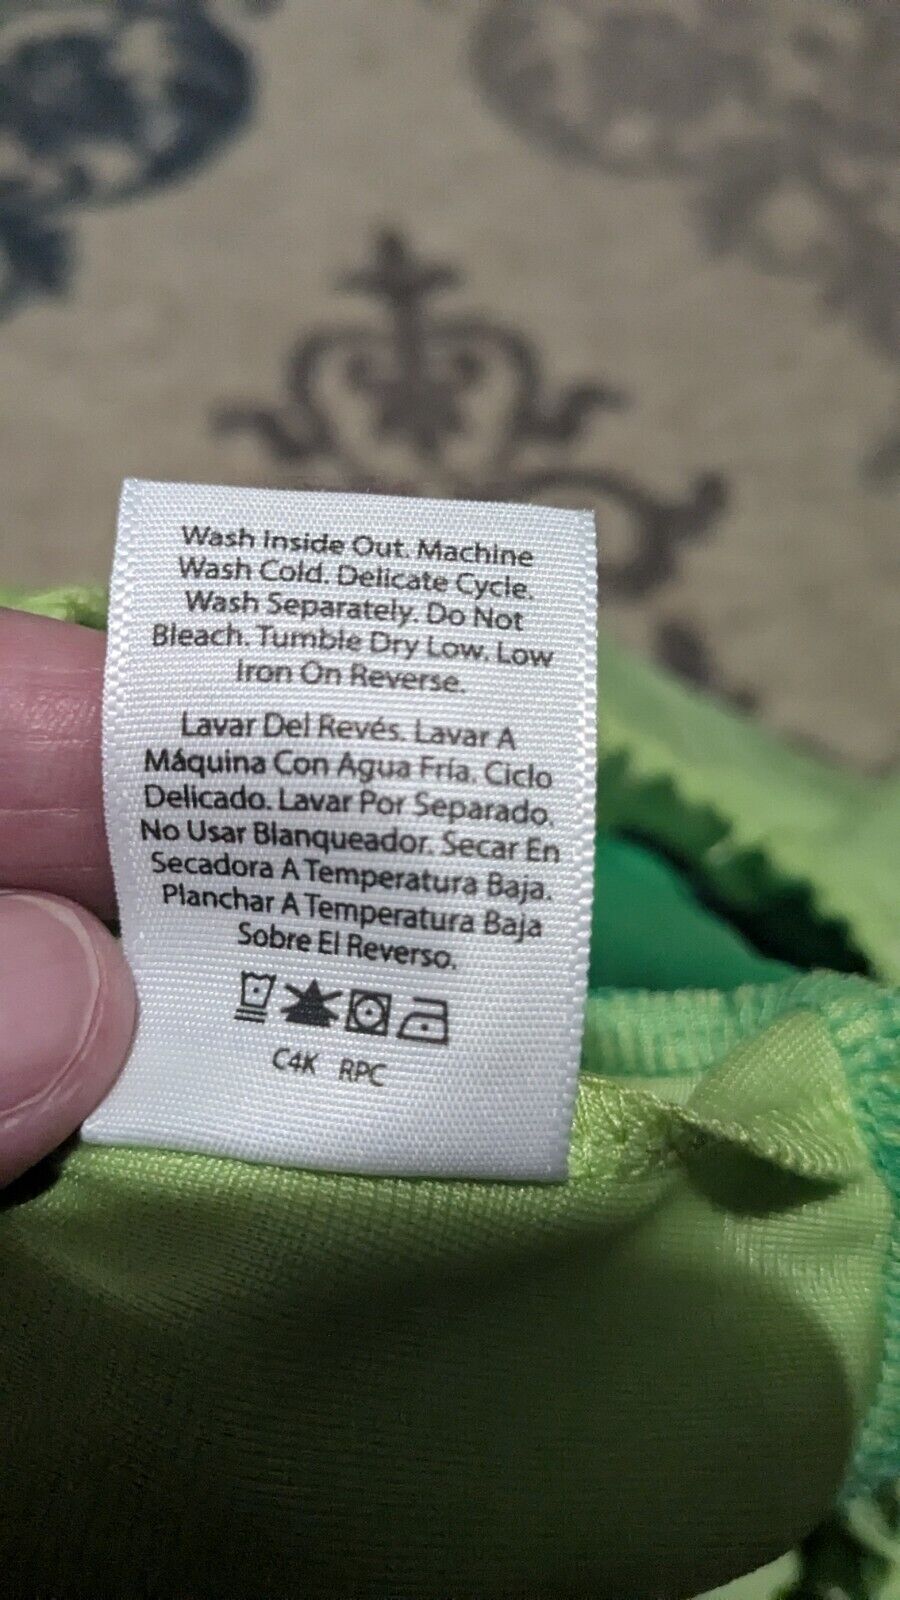 Wash Inside Out. Machine
Wash Cold. Delicate Cycle.
Wash Separately. Do Not
Bleach. Tumble Dry Low. Low
Iron On Reverse.
Lavar Del Revés. Lavar A
Máquina Con Agua Fría. Ciclo
Delicado. Lavar Por Separado.
No Usar Blanqueador. Secar En
Secadora A Temperatura Baja.
Planchar A Temperatura Baja
Sobre El Reverso.
C4K RPC